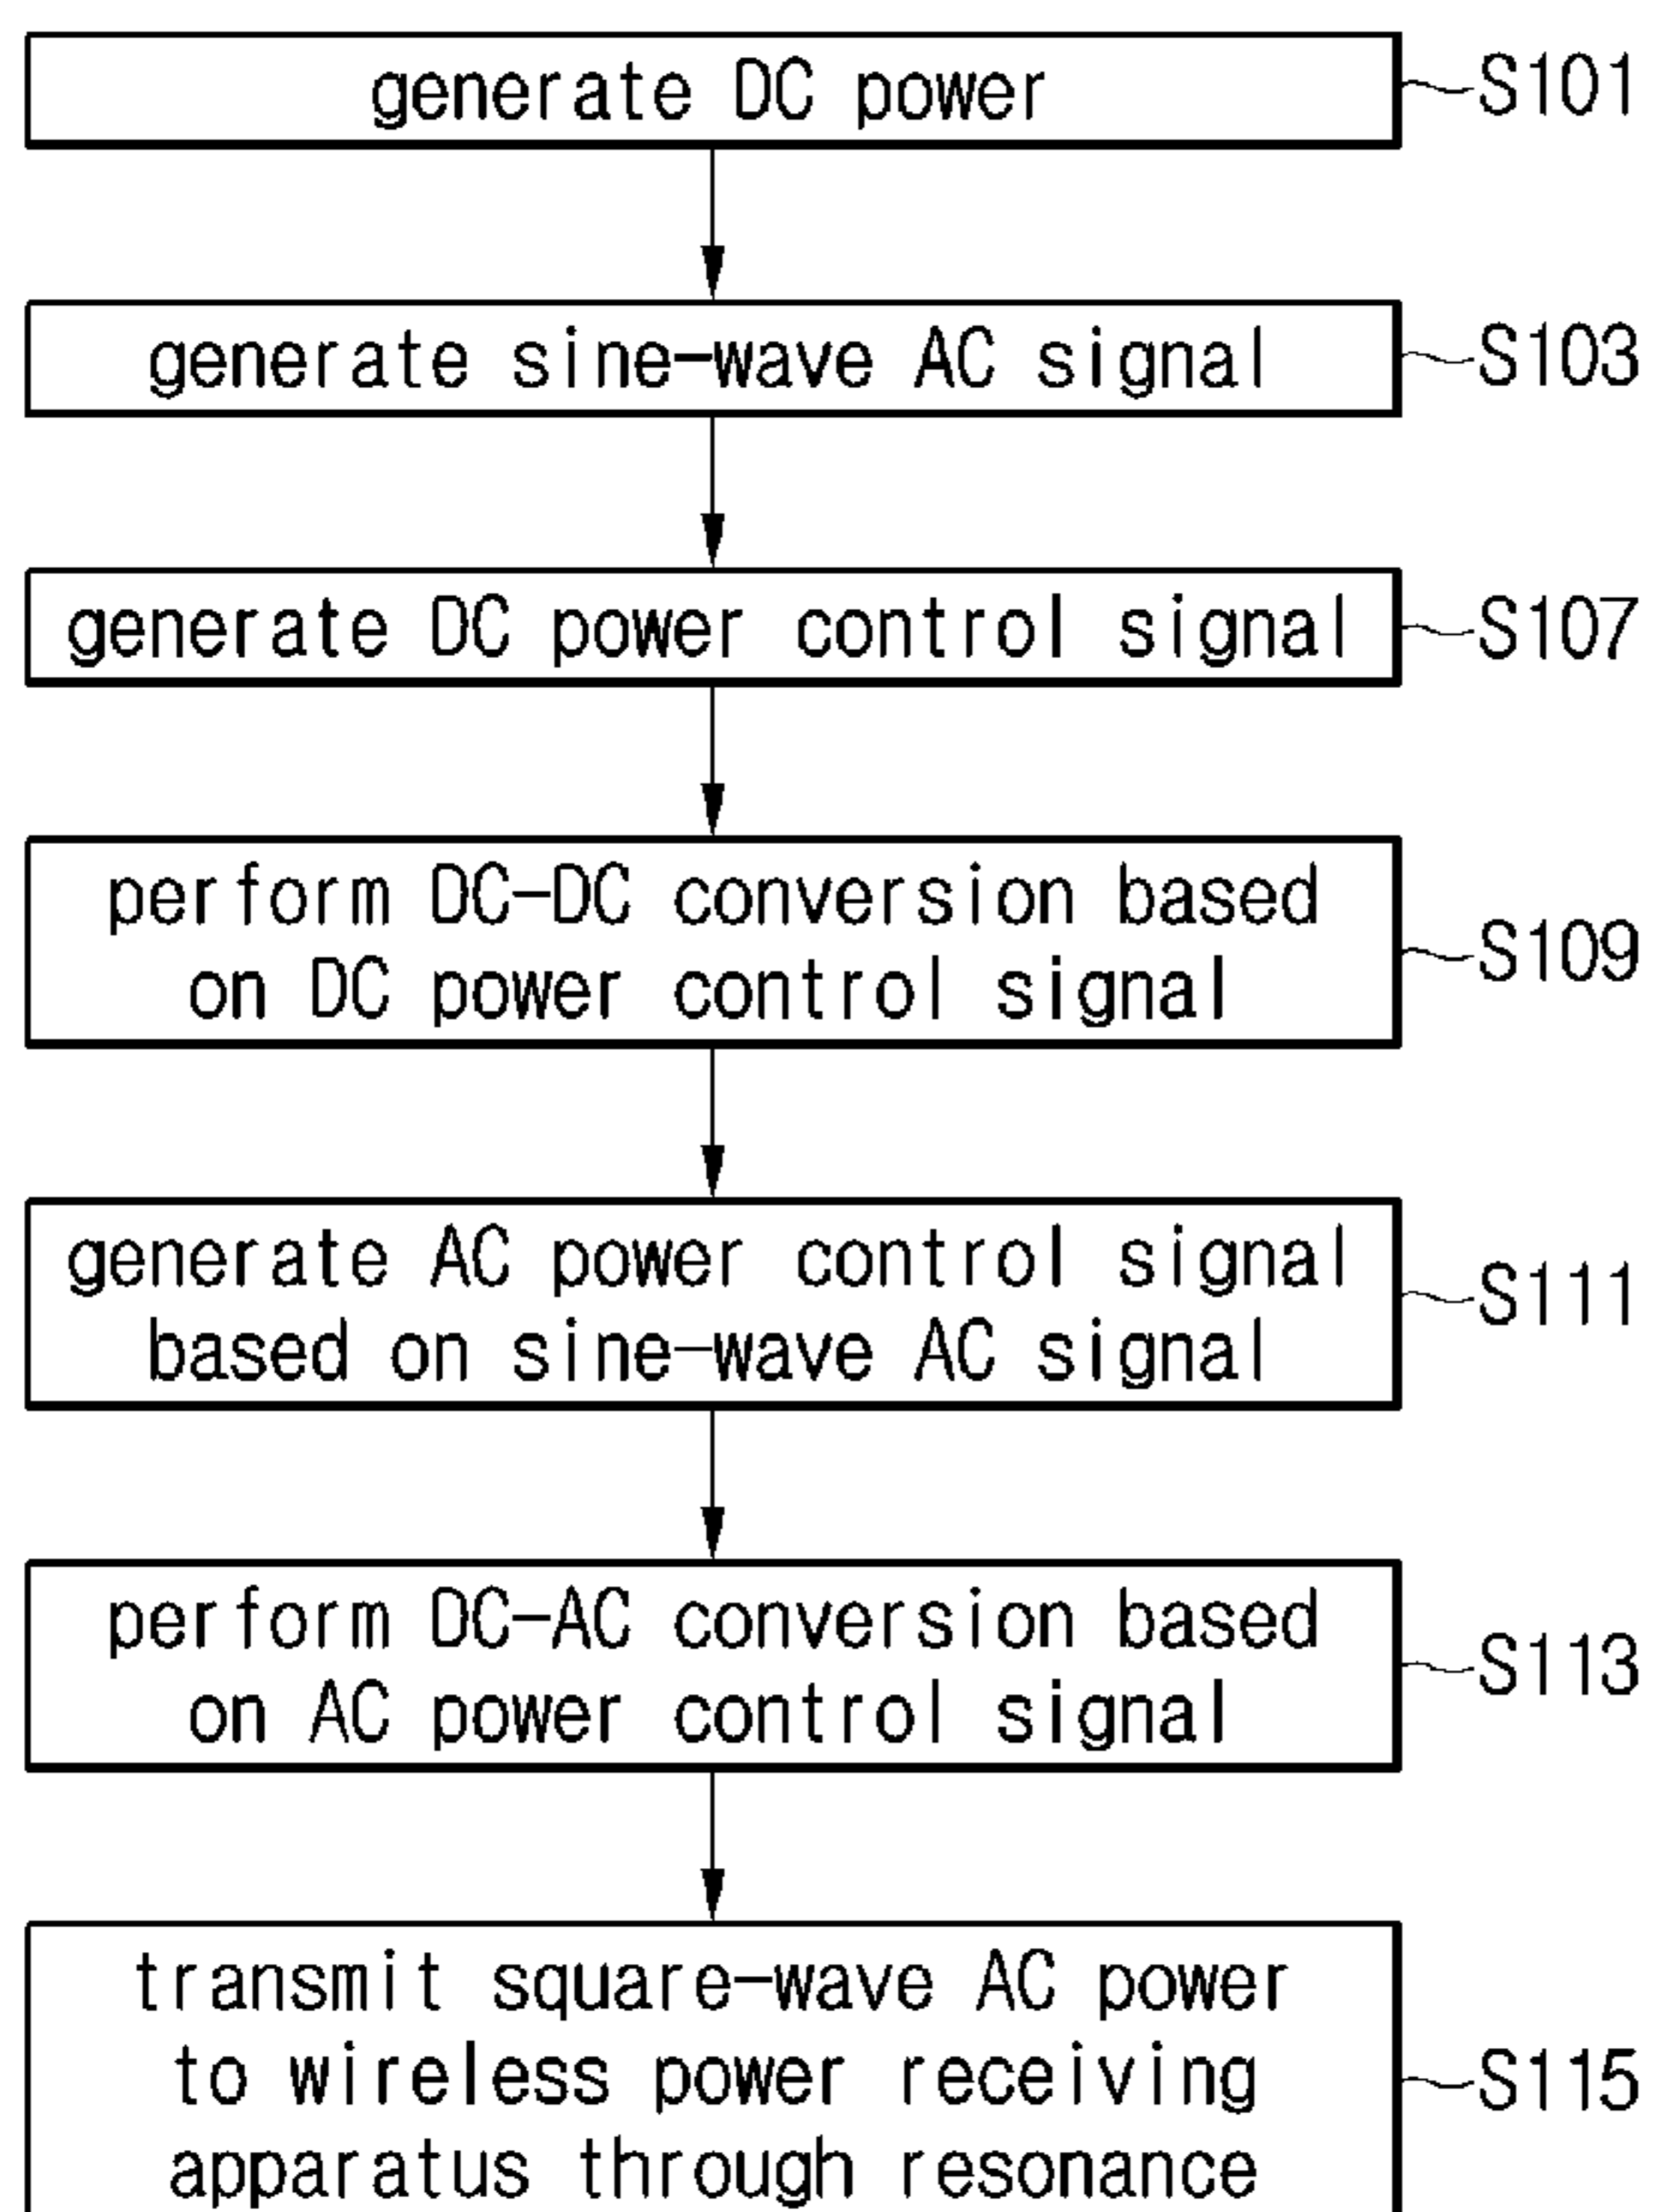 generate DC power
S101
generate sine-wave AC signal
S103
generate DC power control signal
S107
perform DC-DC conversion based
on DC power control signal
S109
generate AC power control signal
based on sine-wave AC signal
S111
perform DC-AC conversion based
on AC power control signal
S113
transmit square-wave AC power
to wireless power receiving
apparatus through resonance
S115